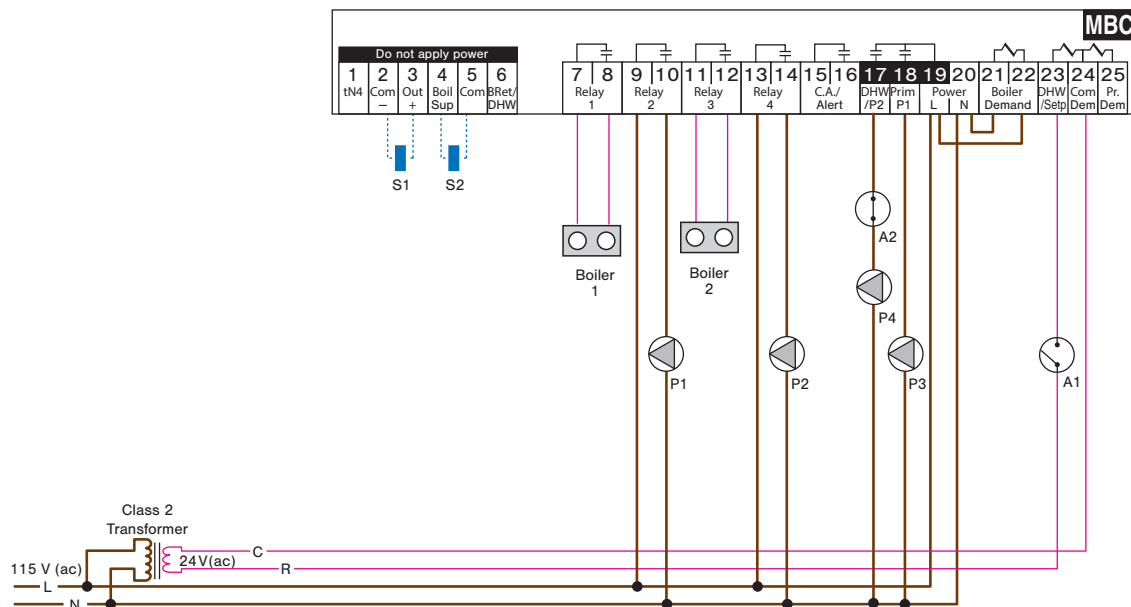 MBC
Do not apply power
1 2 3 4 5 6
tN4 Com – Out + Boil Sup Com BRet/ DHW
7 8 9 10 11 12 13 14 15 16 17 18 19 20 21 22 23 24 25
Relay 1 Relay 2 Relay 3 Relay 4 C.A./ Alert DHW /P2 Prim P1 Power L N Boiler Demand DHW /Setp Com Dem Pr. Dem
S1 S2
A2
Boiler 1
Boiler 2
P4
P1 P2 P3 A1
Class 2
Transformer
C
115 V (ac) 24V(ac) R
L
N